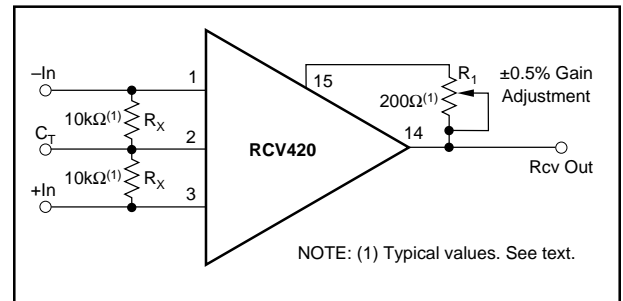 –In
1
10kΩ(1)
RX
CT
2
10kΩ(1)
RX
+In
3
RCV420
15
R1
200Ω(1)
±0.5% Gain
Adjustment
14
Rcv Out
NOTE: (1) Typical values. See text.